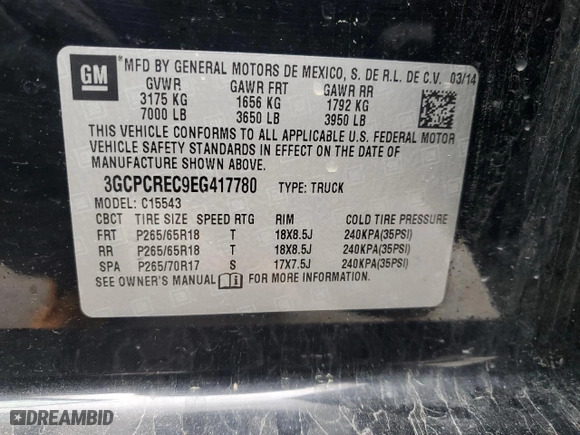 GM
*MFD BY GENERAL MOTORS DE MEXICO, S. DE R.L. DE C.V. 03/14
GVWR GAWR FRT GAWR RR
3175 KG 1656 KG 1792 KG
7000 LB 3650 LB 3950 LB
THIS VEHICLE CONFORMS TO ALL APPLICABLE U.S. FEDERAL MOTOR
VEHICLE SAFETY STANDARDS IN EFFECT ON THE DATE OF
MANUFACTURE SHOWN ABOVE.
3GCPCREC9EG417780 TYPE: TRUCK
MODEL: C15543
CBCT TIRE SIZE SPEED RTG RIM COLD TIRE PRESSURE
FRT P265/65R18 T 18X8.5J 240KPA(35PSI)
RR P265/65R18 T 18X8.5J 240KPA(35PSI)
SPA P265/70R17 S 17X7.5J 240KPA(35PSI)
SEE OWNER'S MANUAL FOR MORE INFORMATION.
DREAMBID